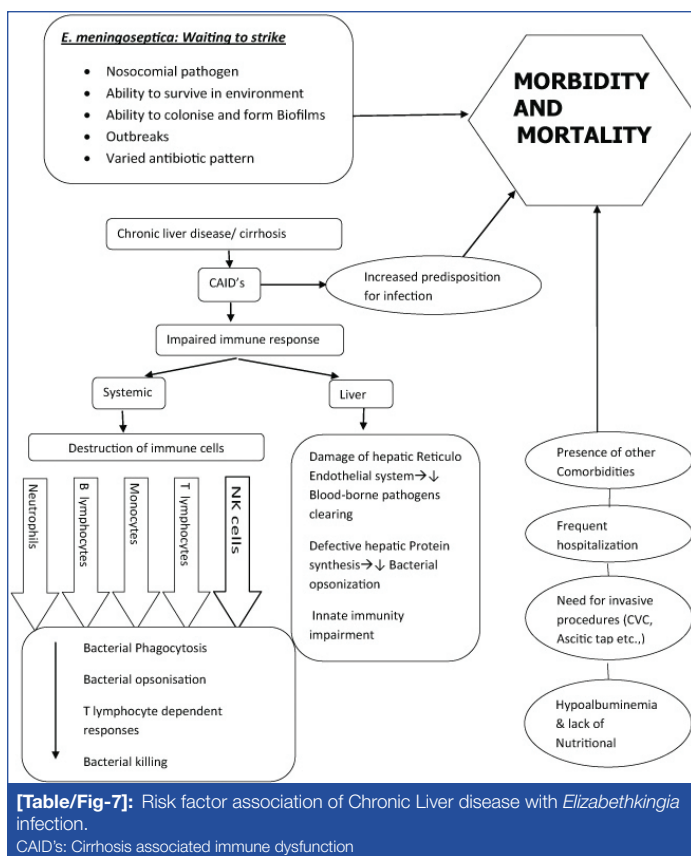 E. meningoseptica: Waiting to strike
• Nosocomial pathogen
• Ability to survive in environment
• Ability to colonise and form Biofilms
• Outbreaks
• Varied antibiotic pattern
MORBIDITY
AND
MORTALITY
Chronic liver disease/ cirrhosis
CAID's
Increased predisposition
for infection
Impaired immune response
Systemic
Liver
Destruction of immune cells
Neutrophils
B lymphocytes
Monocytes
T lymphocytes
NK cells
Damage of hepatic Reticulo
Endothelial system→↓
Blood-borne pathogens
clearing
Defective hepatic Protein
synthesis→↓ Bacterial
opsonization
Innate immunity
impairment
Bacterial Phagocytosis
Bacterial opsonisation
T lymphocyte dependent
responses
Bacterial killing
Presence of other
Comorbidities
Frequent
hospitalization
Need for invasive
procedures (CVC,
Ascitic tap etc.,)
Hypoalbuminemia
& lack of
Nutritional
[Table/Fig-7]: Risk factor association of Chronic Liver disease with Elizabethkingia
infection.
CAID's: Cirrhosis associated immune dysfunction